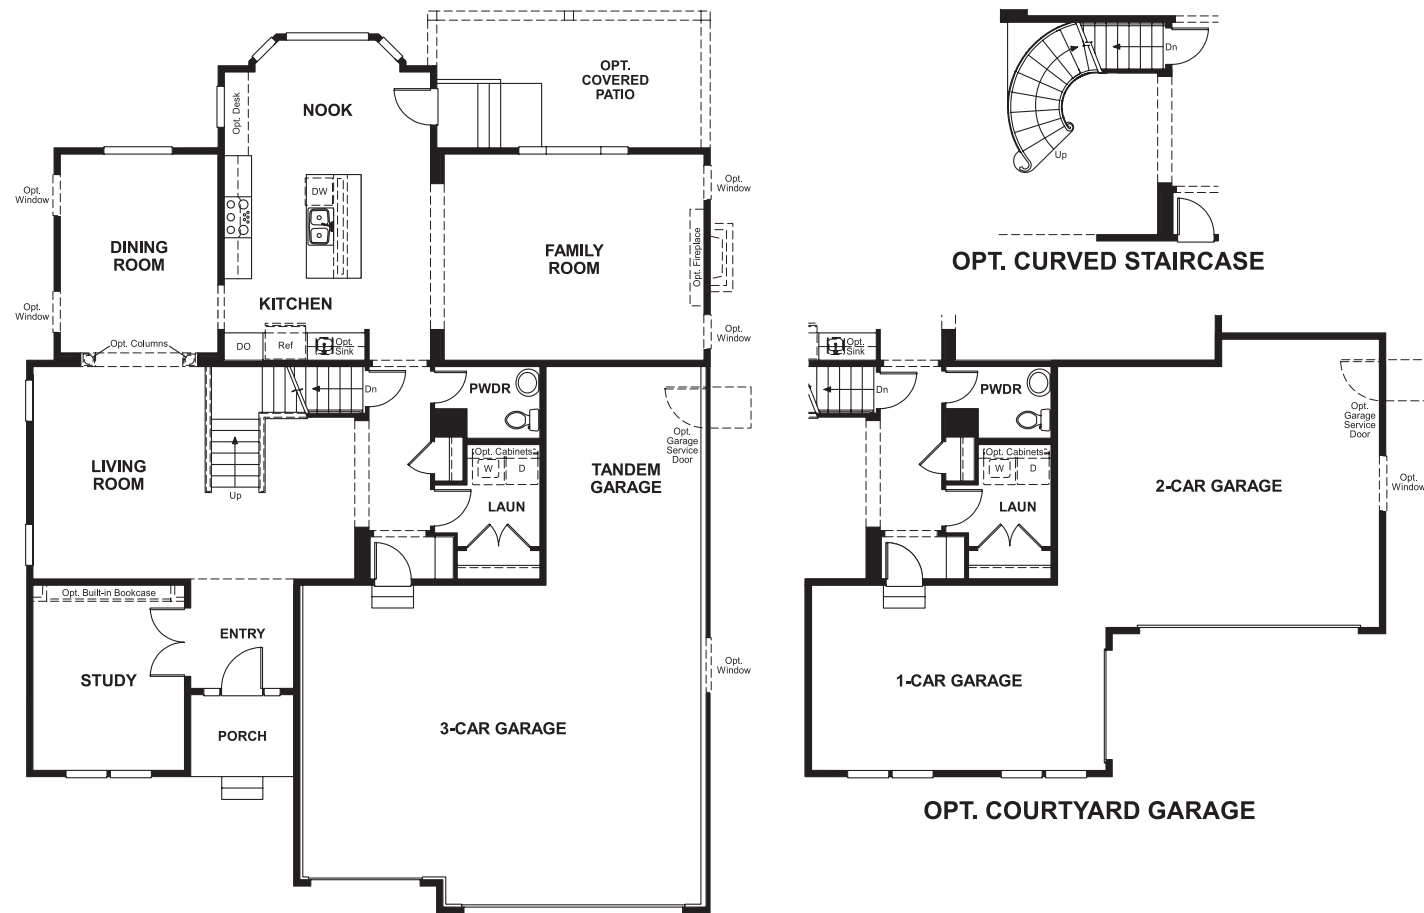 OPT.
COVERED
PATIO
NOOK
Opt. Desk
DW
Opt.
Window
DINING
ROOM
Opt.
Window
FAMILY
ROOM
Opt.
Window
Opt. Fireplace
Opt.
Window
KITCHEN
DO
Ref
Opt.
Sink
Opt. Columns
Dn
PWDR
Opt.
Garage
Service
Door
LIVING
ROOM
Up
Opt. Cabinets
W
D
TANDEM
GARAGE
LAUN
Opt. Built-in Bookcase
ENTRY
STUDY
PORCH
3-CAR GARAGE
Opt.
Window
Dn
Up
OPT. CURVED STAIRCASE
Opt.
Sink
Dn
PWDR
Opt.
Garage
Service
Door
Opt. Cabinets
W
D
LAUN
2-CAR GARAGE
Opt.
Window
1-CAR GARAGE
OPT. COURTYARD GARAGE